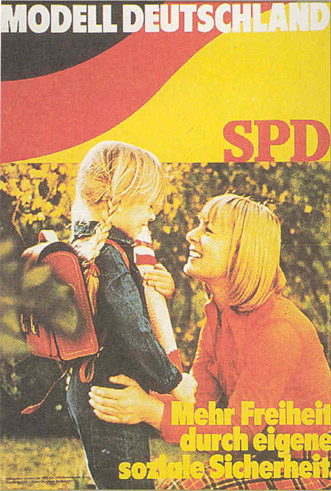 MODELL DEUTSCHLAND
SPD
Mehr Freiheit
durch eigene
soziale Sicherheit.